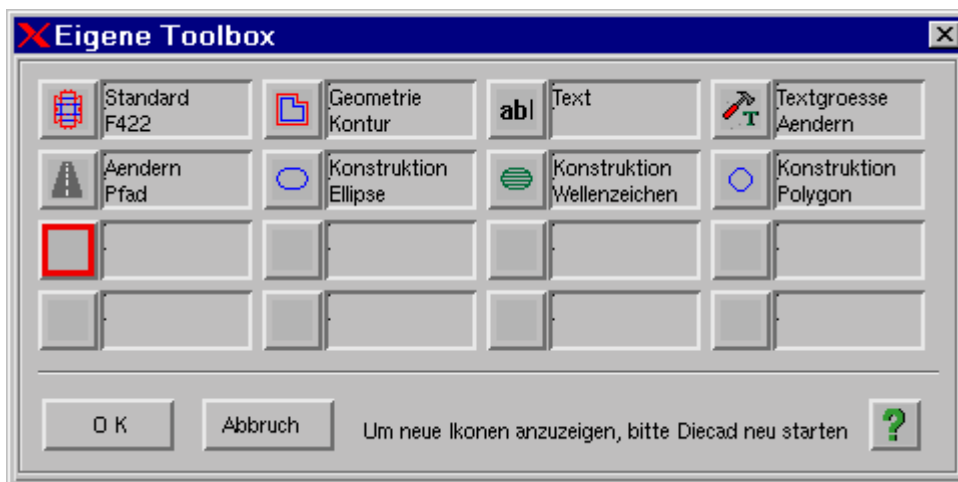 Eigene Toolbox
Standard
F422
Geometrie
Kontur
abl
Text
T
Textgroesse
Aendern
Aendern
Pfad
Konstruktion
Ellipse
Konstruktion
Wellenzeichen
Konstruktion
Polygon
O K
Abbruch
Um neue Ikonen anzuzeigen, bitte Diecad neu starten
?